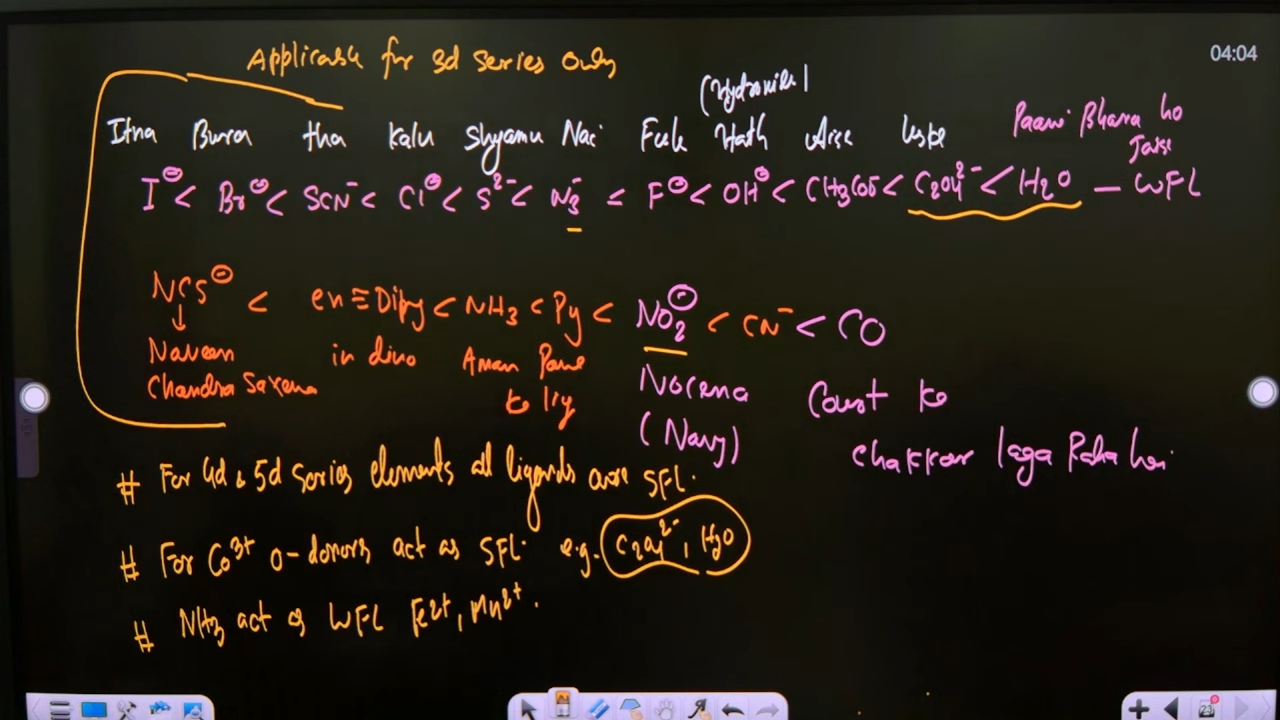 04:04
Applicable for 3d series only
(Hydroxide)
Itna Bura tha Kalu Shyamu Nai Fuk Hath Aise Uske Paani Bhara ho Jaise
I⊖ < Br⊖ < SCN⁻ < Cl⊖ < S²⁻ < N₃⁻ < F⊖ < OH⊖ < CH₃COO⁻ < C₂O₄²⁻ < H₂O — WFL
NCS⊖ < en ≡ Dipy < NH₃ < Py < NO₂⊖ < CN⁻ < CO
↓
Naveen in dino Aman Pane Norena Coust ke
Chandra Saxena to liy (Navy) chakkar laga Raha hai
# For 4d & 5d Series elements all ligands are SFL.
# For Co³⁺ O-donors act as SFL. e.g. C₂O₄²⁻, H₂O
# NH₃ act as WFL Fe²⁺, Mn²⁺.
23